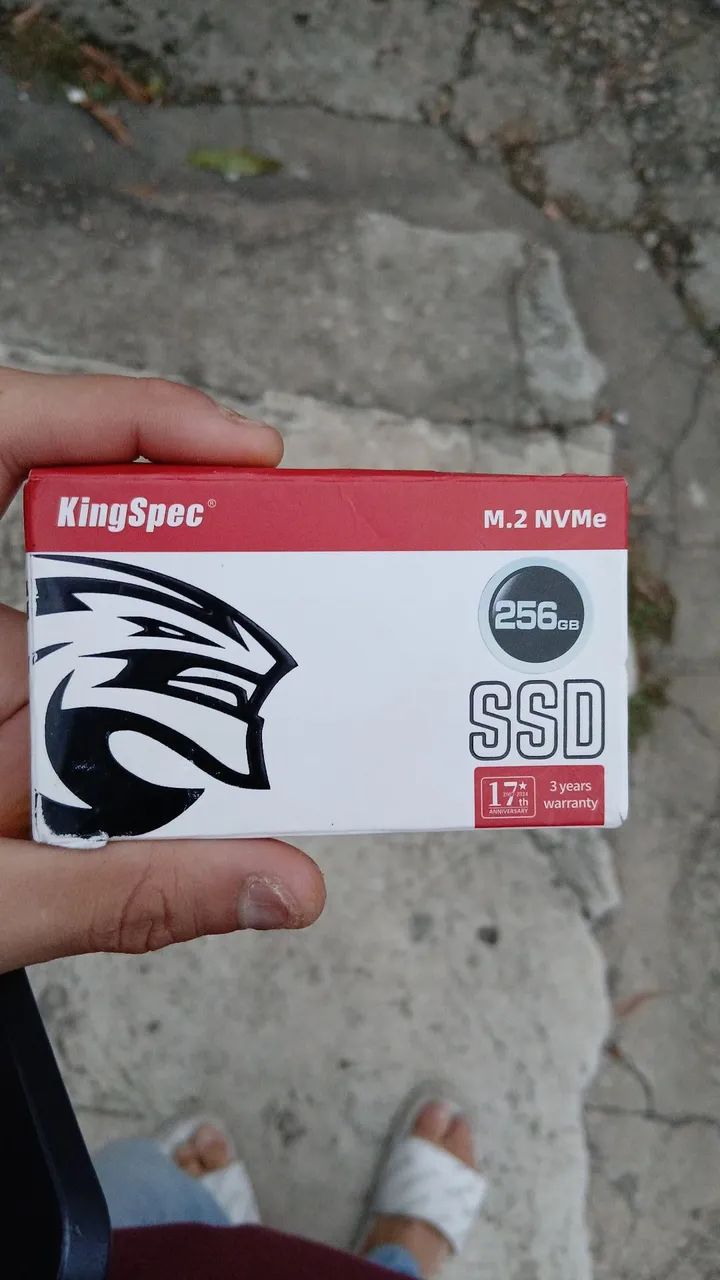 KingSpec®
M.2 NVMe
256GB
SSD
17th
ANNIVERSARY
3 years
warranty